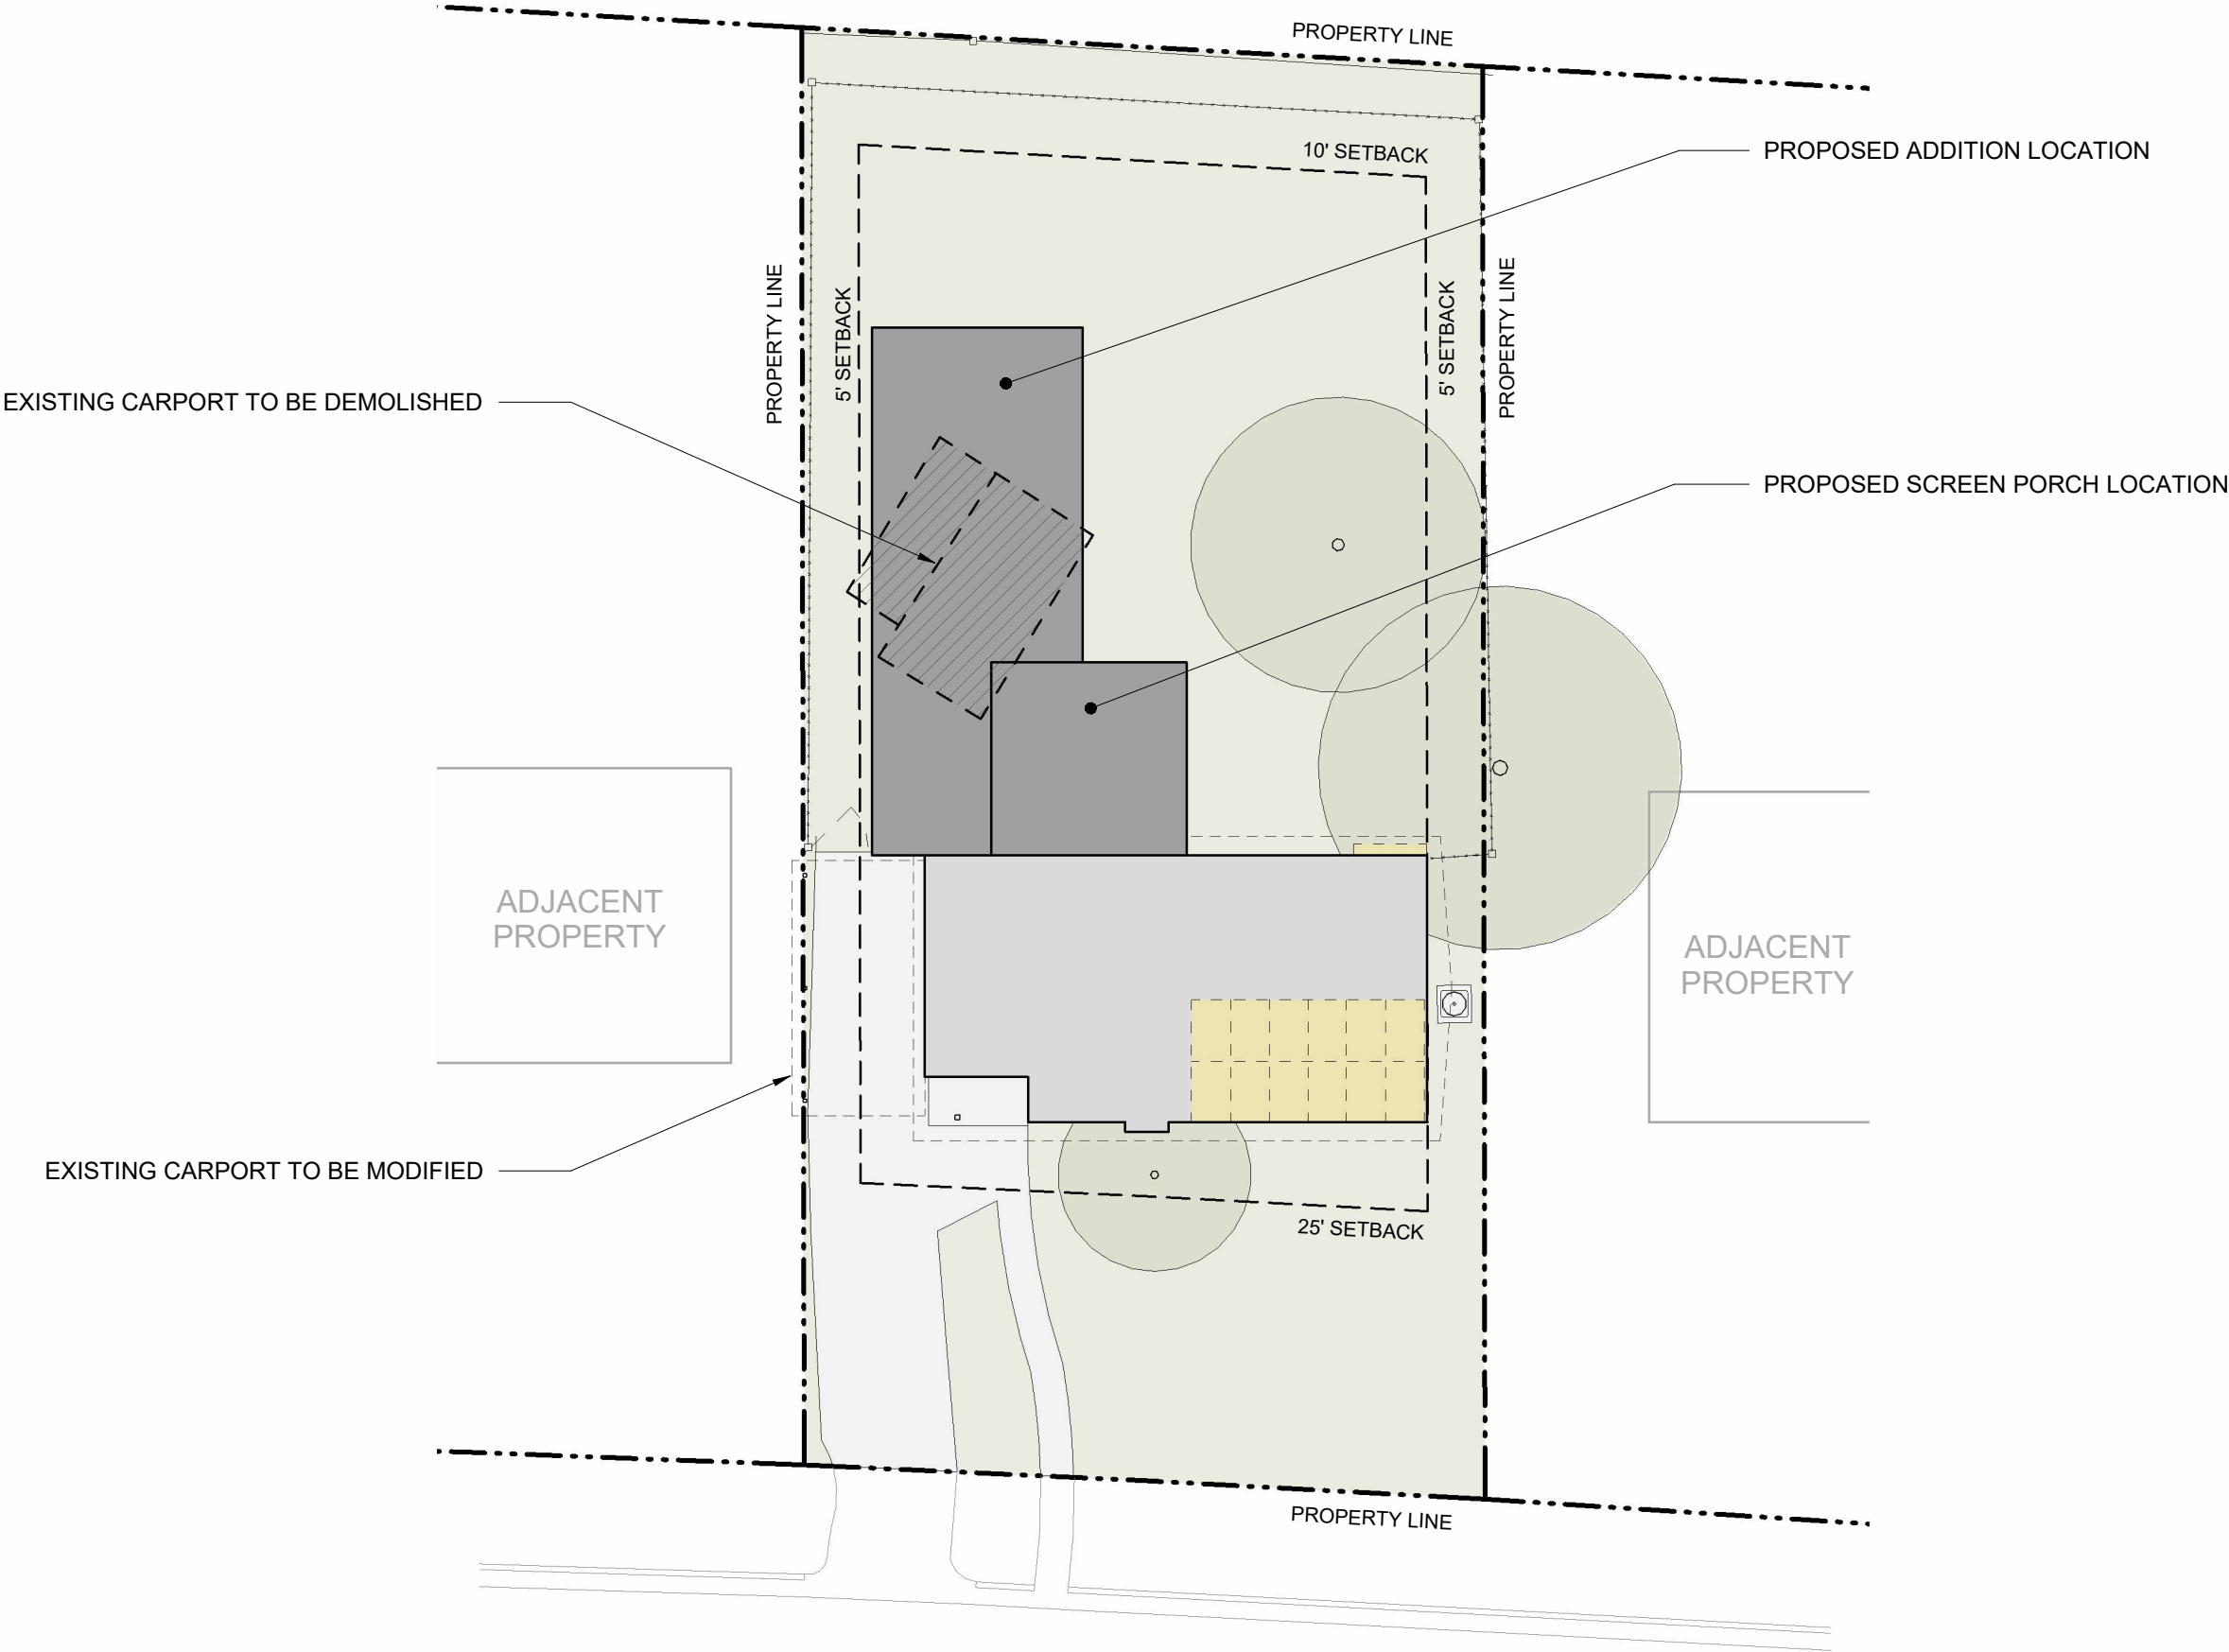 PROPERTY LINE
10' SETBACK
PROPOSED ADDITION LOCATION
PROPERTY LINE
5' SETBACK
5' SETBACK
PROPERTY LINE
EXISTING CARPORT TO BE DEMOLISHED
PROPOSED SCREEN PORCH LOCATION
ADJACENT
PROPERTY
ADJACENT
PROPERTY
EXISTING CARPORT TO BE MODIFIED
25' SETBACK
PROPERTY LINE